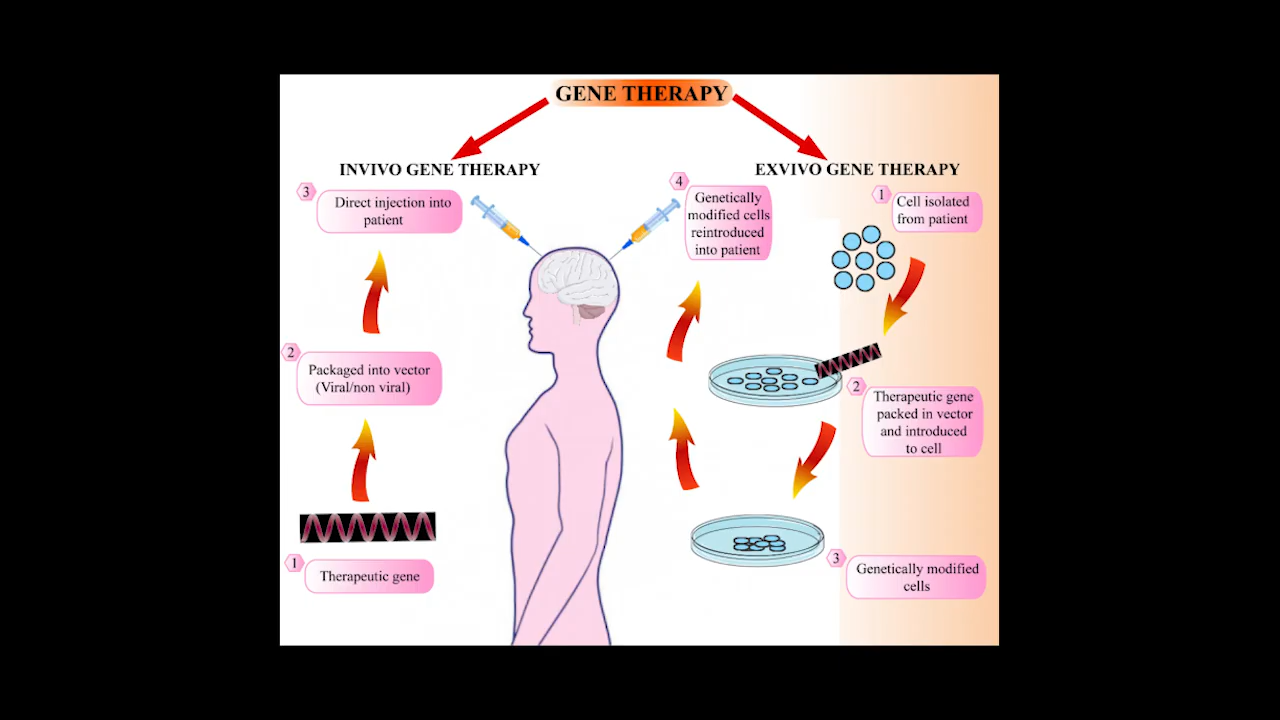 GENE THERAPY
INVIVO GENE THERAPY
3
Direct injection into
patient
2
Packaged into vector
(Viral/non viral)
1
Therapeutic gene
EXVIVO GENE THERAPY
1
Cell isolated
from patient
2
Therapeutic gene
packed in vector
and introduced
to cell
3
Genetically modified
cells
4
Genetically
modified cells
reintroduced
into patient